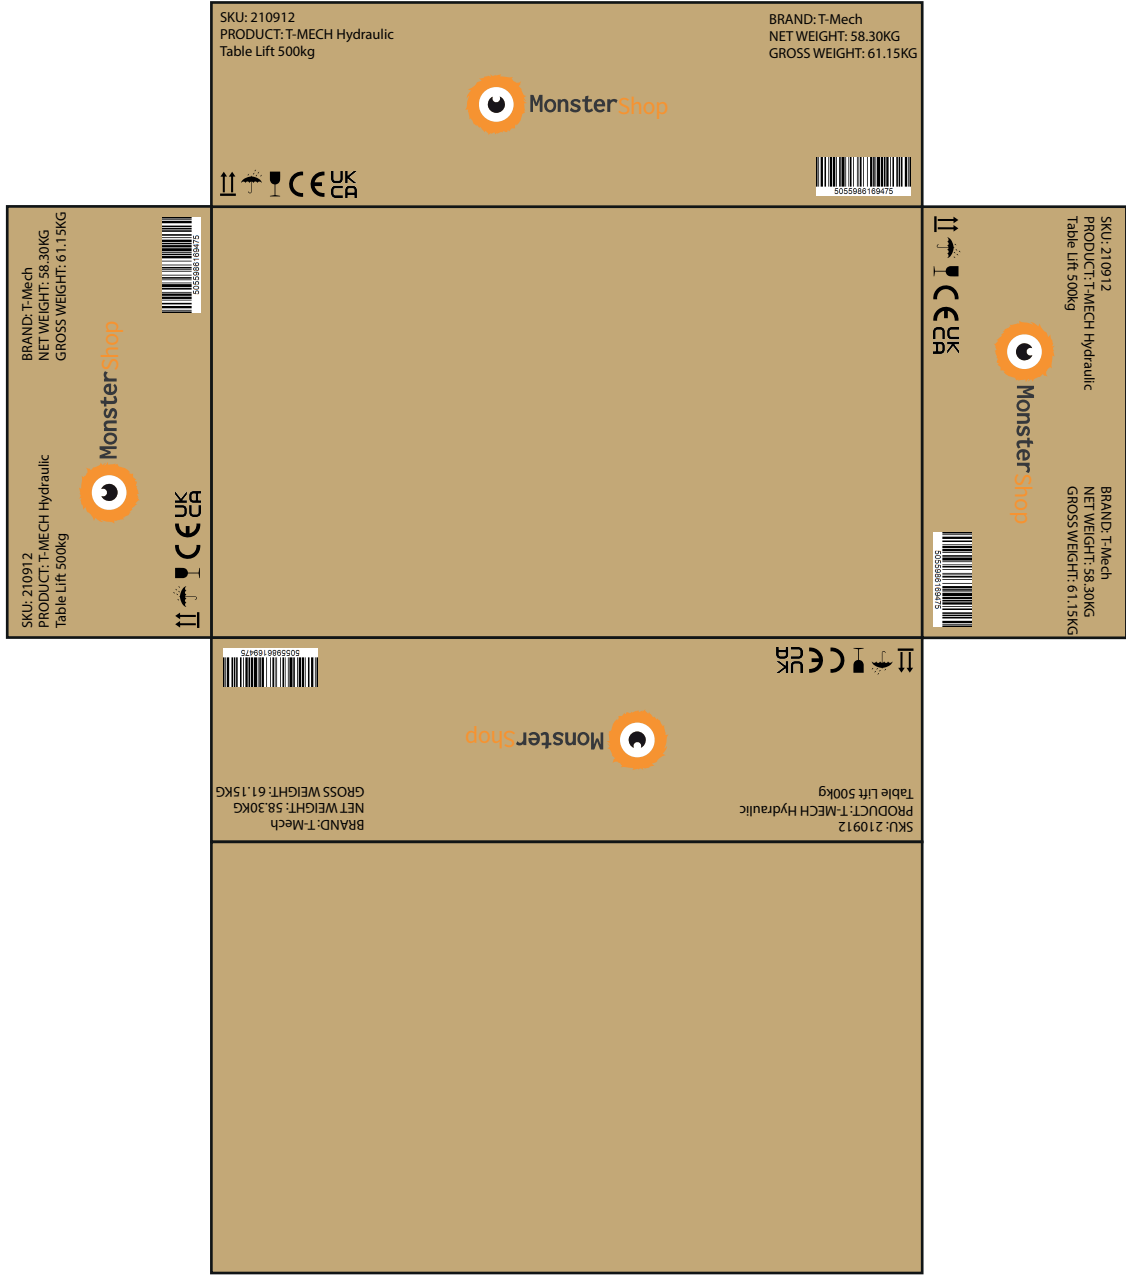 SKU: 210912
PRODUCT: T-MECH Hydraulic
Table Lift 500kg
BRAND: T-Mech
NET WEIGHT: 58.30KG
GROSS WEIGHT: 61.15KG
MonsterShop
CE UK
CA
5055986169475
BRAND: T-Mech
NET WEIGHT: 58.30KG
GROSS WEIGHT: 61.15KG
5055986169475
MonsterShop
SKU: 210912
PRODUCT: T-MECH Hydraulic
Table Lift 500kg
CE UK
CA
SKU: 210912
PRODUCT: T-MECH Hydraulic
Table Lift 500kg
CE UK
CA
MonsterShop
BRAND: T-Mech
NET WEIGHT: 58.30KG
GROSS WEIGHT: 61.15KG
5055986169475
SKU: 210912
PRODUCT: T-MECH Hydraulic
Table Lift 500kg
BRAND: T-Mech
NET WEIGHT: 58.30KG
GROSS WEIGHT: 61.15KG
MonsterShop
CE UK
CA
5055986169475